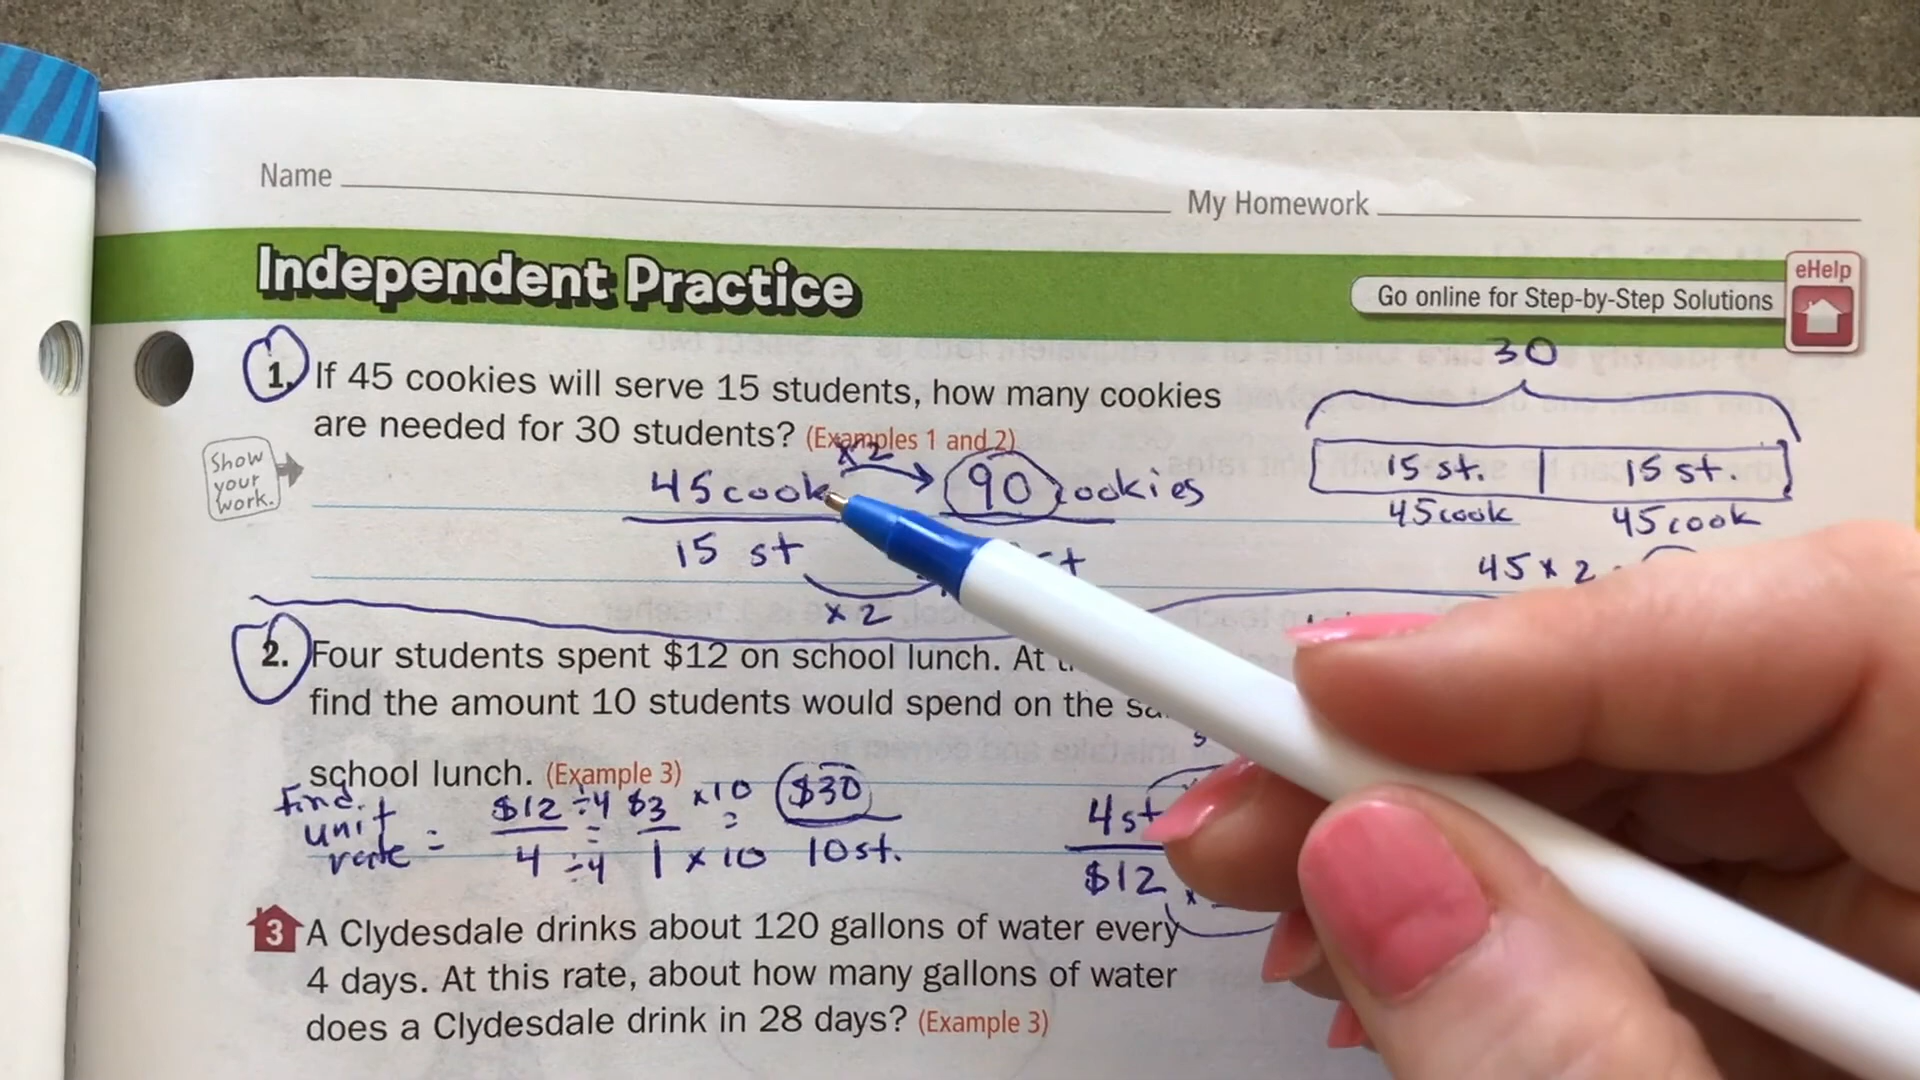 Name
My Homework
Independent Practice
Go online for Step-by-Step Solutions
eHelp
30
1. If 45 cookies will serve 15 students, how many cookies
are needed for 30 students? (Examples 1 and 2)
Show
your
work.
x2
45 cook
90 cookies
15 st
st
x 2
15 st. 15 st.
45 cook 45 cook
45 x 2
2. Four students spent $12 on school lunch. At
find the amount 10 students would spend on the
school lunch. (Example 3)
find
unit
rate =
$12 ÷4 $3 x10 $30
= =
4 ÷4 1 x 10 10 st.
4 st
$12 x
3 A Clydesdale drinks about 120 gallons of water every
4 days. At this rate, about how many gallons of water
does a Clydesdale drink in 28 days? (Example 3)